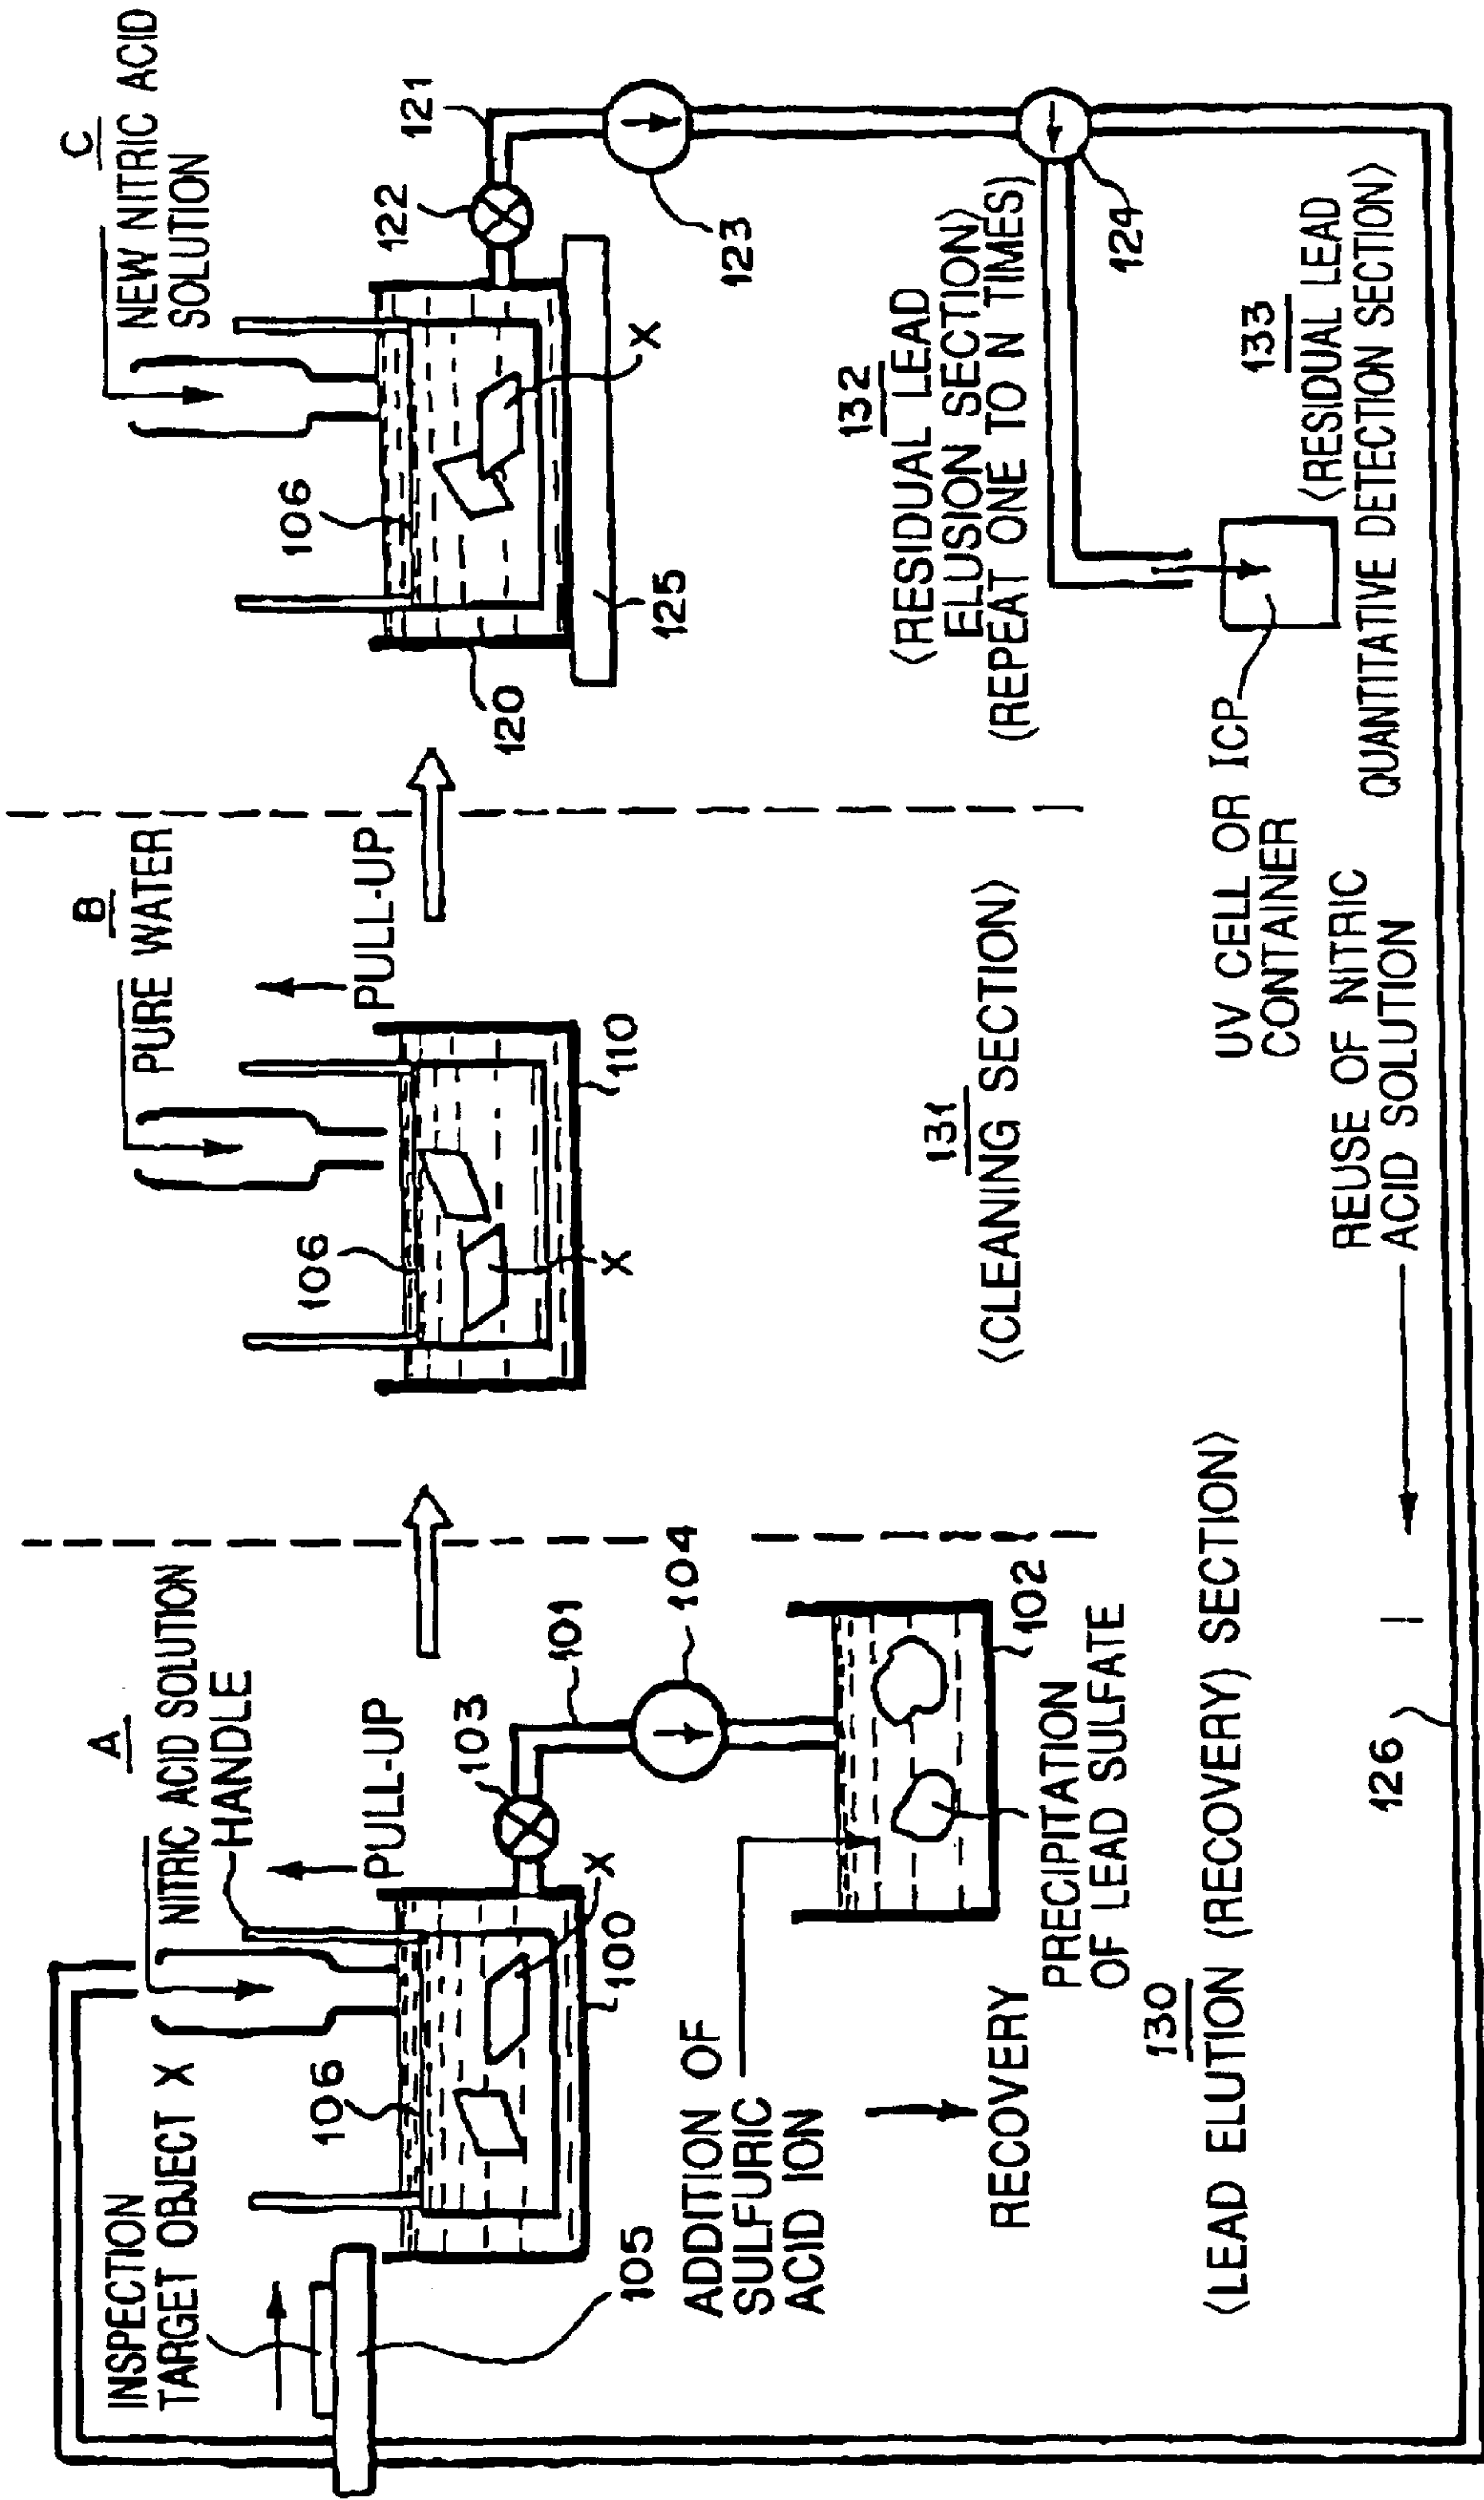 A
NITRIC ACID SOLUTION
HANDLE
INSPECTION
TARGET OBJECT X
106
PULL-UP
103
101
104
X
100
105
ADDITION OF
SULFURIC
ACID ION
102
RECOVERY
PRECIPITATION
OF LEAD SULFATE
130
(LEAD ELUTION (RECOVERY) SECTION)
B
PURE WATER
PULL-UP
106
110
X
131
(CLEANING SECTION)
C
NEW NITRIC ACID
SOLUTION
106
122
121
120
X
125
123
132
(RESIDUAL LEAD
ELUSION SECTION)
(REPEAT ONE TO N TIMES)
124
133
(RESIDUAL LEAD
QUANTITATIVE DETECTION SECTION)
UV CELL OR ICP
CONTAINER
REUSE OF NITRIC
ACID SOLUTION
126